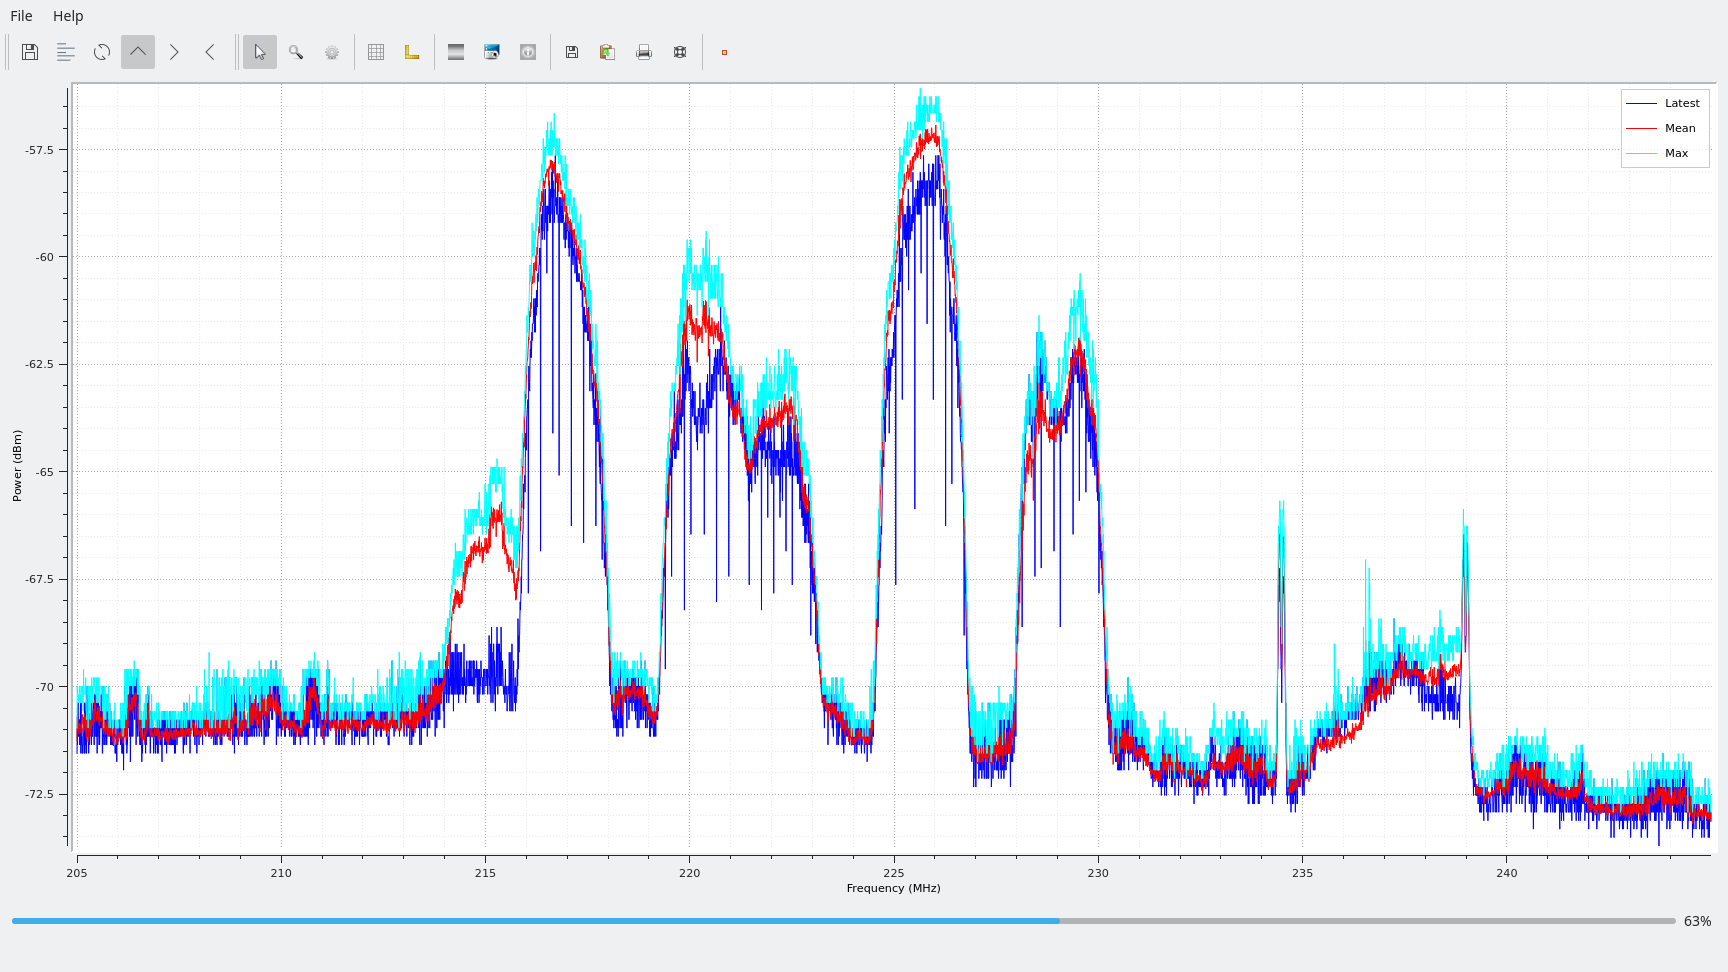 File Help
Latest
Mean
Max
Power (dBm)
-57.5
-60
-62.5
-65
-67.5
-70
-72.5
205 210 215 220 225 230 235 240
Frequency (MHz)
63%